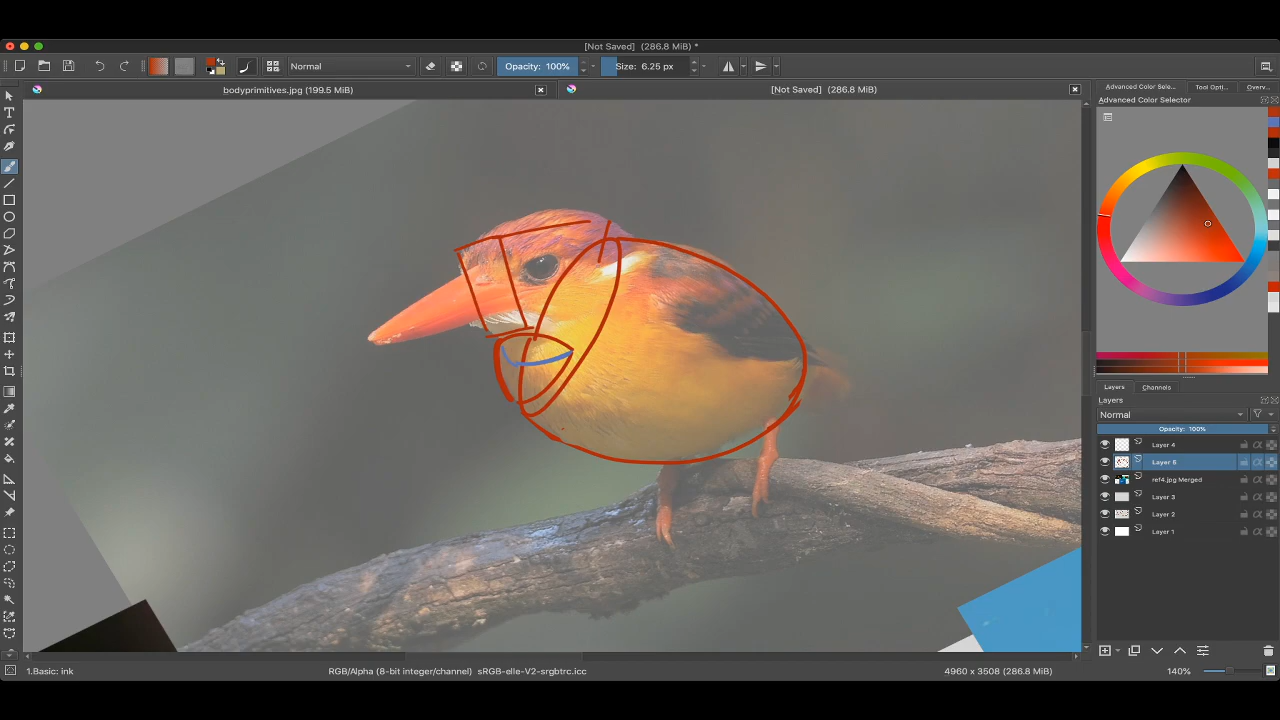 [Not Saved] (286.8 MiB) *
Normal
Opacity: 100%
Size: 6.25 px
bodyprimitives.jpg (199.5 MiB)
[Not Saved] (286.8 MiB)
Advanced Color Sele...
Tool Opti...
Overv...
Advanced Color Selector
Layers
Channels
Layers
Normal
Opacity: 100%
Layer 4
Layer 5
ref4.jpg Merged
Layer 3
Layer 2
Layer 1
1.Basic: ink
RGB/Alpha (8-bit integer/channel) sRGB-elle-V2-srgbtrc.icc
4960 x 3508 (286.8 MiB)
140%